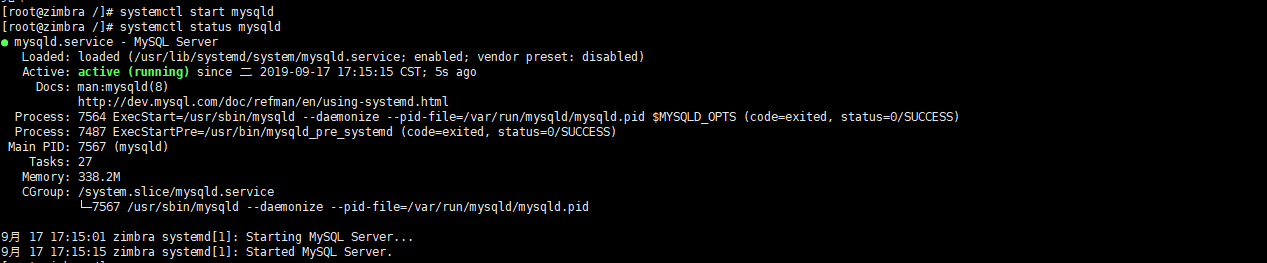 [root@zimbra /]# systemctl start mysqld
[root@zimbra /]# systemctl status mysqld
● mysqld.service - MySQL Server
   Loaded: loaded (/usr/lib/systemd/system/mysqld.service; enabled; vendor preset: disabled)
   Active: active (running) since 二 2019-09-17 17:15:15 CST; 5s ago
     Docs: man:mysqld(8)
           http://dev.mysql.com/doc/refman/en/using-systemd.html
  Process: 7564 ExecStart=/usr/sbin/mysqld --daemonize --pid-file=/var/run/mysqld/mysqld.pid $MYSQLD_OPTS (code=exited, status=0/SUCCESS)
  Process: 7487 ExecStartPre=/usr/bin/mysqld_pre_systemd (code=exited, status=0/SUCCESS)
 Main PID: 7567 (mysqld)
    Tasks: 27
   Memory: 338.2M
   CGroup: /system.slice/mysqld.service
           └─7567 /usr/sbin/mysqld --daemonize --pid-file=/var/run/mysqld/mysqld.pid

9月 17 17:15:01 zimbra systemd[1]: Starting MySQL Server...
9月 17 17:15:15 zimbra systemd[1]: Started MySQL Server.